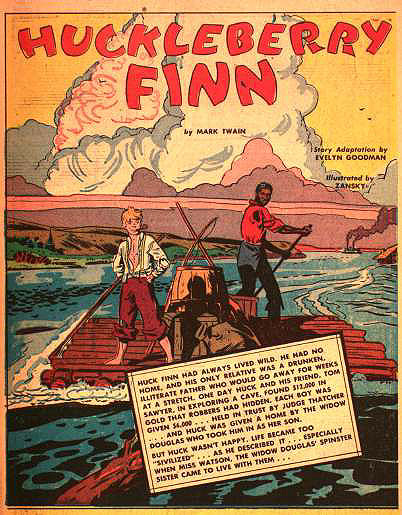 HUCKLEBERRY
FINN
by MARK TWAIN
Story Adaptation by
EVELYN GOODMAN
Illustrated by
ZANSKY
HUCK FINN HAD ALWAYS LIVED WILD. HE HAD NO
HOME, AND HIS ONLY RELATIVE WAS A DRUNKEN,
ILLITERATE FATHER WHO WOULD GO AWAY FOR WEEKS
AT A STRETCH. ONE DAY HUCK AND HIS FRIEND, TOM
SAWYER, IN EXPLORING A CAVE, FOUND $12,000 IN
GOLD THAT ROBBERS HAD HIDDEN. EACH BOY WAS
GIVEN $6,000 . . . HELD IN TRUST BY JUDGE THATCHER
. . . AND HUCK WAS GIVEN A HOME BY THE WIDOW
DOUGLAS WHO TOOK HIM IN AS HER SON.
BUT HUCK WASN'T HAPPY. LIFE BECAME TOO
"SIVILIZED" . . . AS HE DESCRIBED IT . . . ESPECIALLY
WHEN MISS WATSON, THE WIDOW DOUGLAS' SPINSTER
SISTER CAME TO LIVE WITH THEM . . .